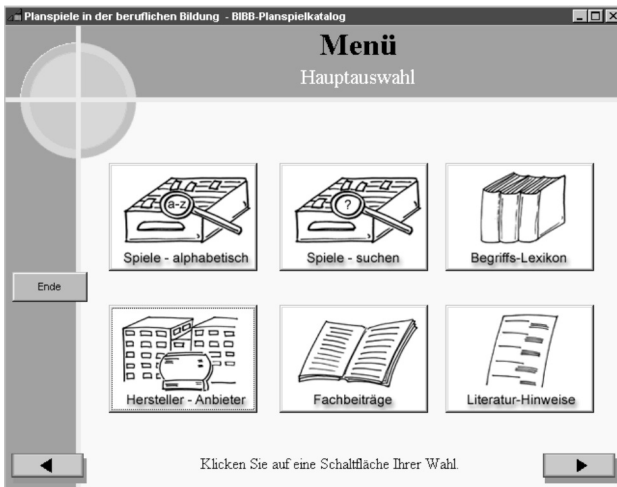 Planspiele in der beruflichen Bildung - BIBB-Planspielkatalog
Menü
Hauptauswahl
a-z
?
Spiele - alphabetisch
Spiele - suchen
Begriffs-Lexikon
Ende
Hersteller - Anbieter
Fachbeiträge
Literatur-Hinweise
Klicken Sie auf eine Schaltfläche Ihrer Wahl.